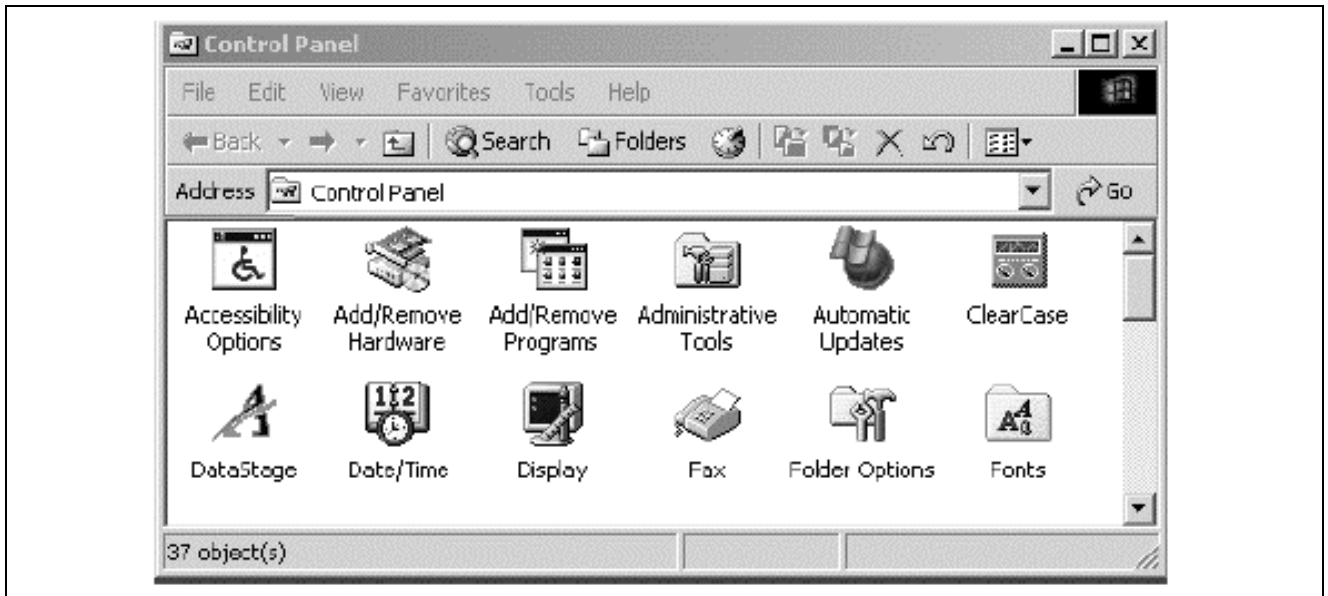 Control Panel
File Edit View Favorites Tools Help
Back Search Folders
Address Control Panel Go
Accessibility Options Add/Remove Hardware Add/Remove Programs Administrative Tools Automatic Updates ClearCase
DataStage Date/Time Display Fax Folder Options Fonts
37 object(s)